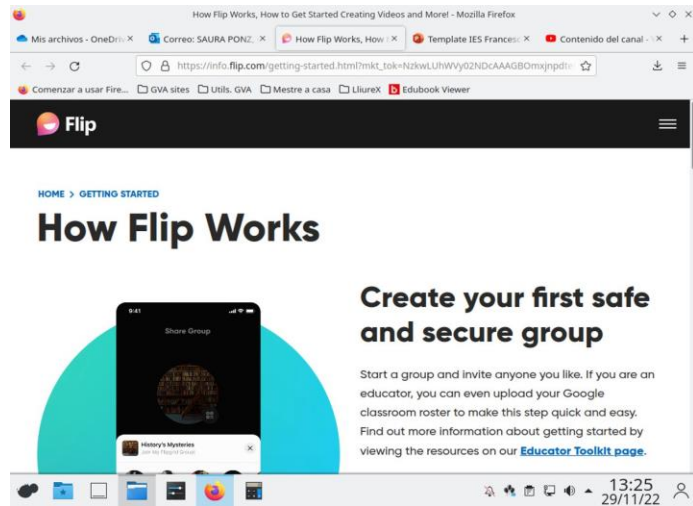 How Flip Works, How to Get Started Creating Videos and More! - Mozilla Firefox
Mis archivos - OneDriv
Correo: SAURA PONZ,
How Flip Works, How
Template IES Francesc
Contenido del canal -
https://info.flip.com/getting-started.html?mkt_tok=
Comenzar a usar Fire...
GVA sites
Utils. GVA
Mestre a casa
LliureX
Edubook Viewer
Flip
HOME > GETTING STARTED
How Flip Works
9:41
Share Group
History's Mysteries
Join My Flipgrid Group!
Create your first safe
and secure group
Start a group and invite anyone you like. If you are an
educator, you can even upload your Google
classroom roster to make this step quick and easy.
Find out more information about getting started by
viewing the resources on our Educator Toolkit page.
13:25
29/11/22